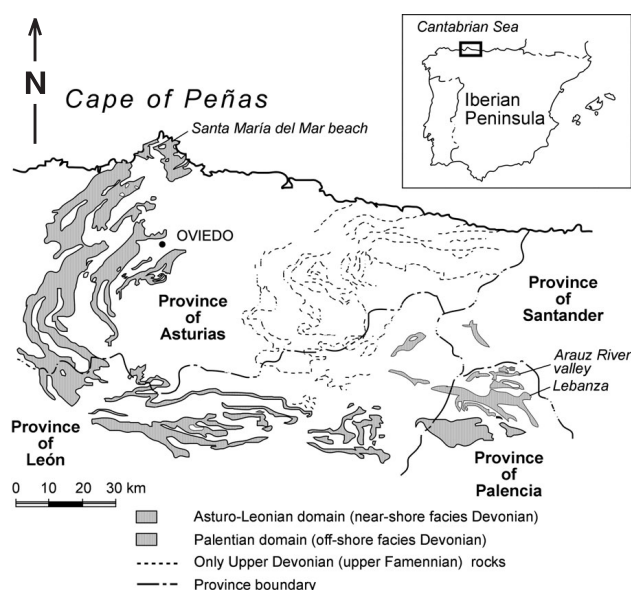 Cantabrian Sea
Iberian
Peninsula
N
Cape of Peñas
Santa María del Mar beach
OVIEDO
Province
of
Asturias
Province
of
Santander
Arauz River
valley
Lebanza
Province
of
León
Province
of
Palencia
0 10 20 30 km
Asturo-Leonian domain (near-shore facies Devonian)
Palentian domain (off-shore facies Devonian)
Only Upper Devonian (upper Famennian) rocks
Province boundary